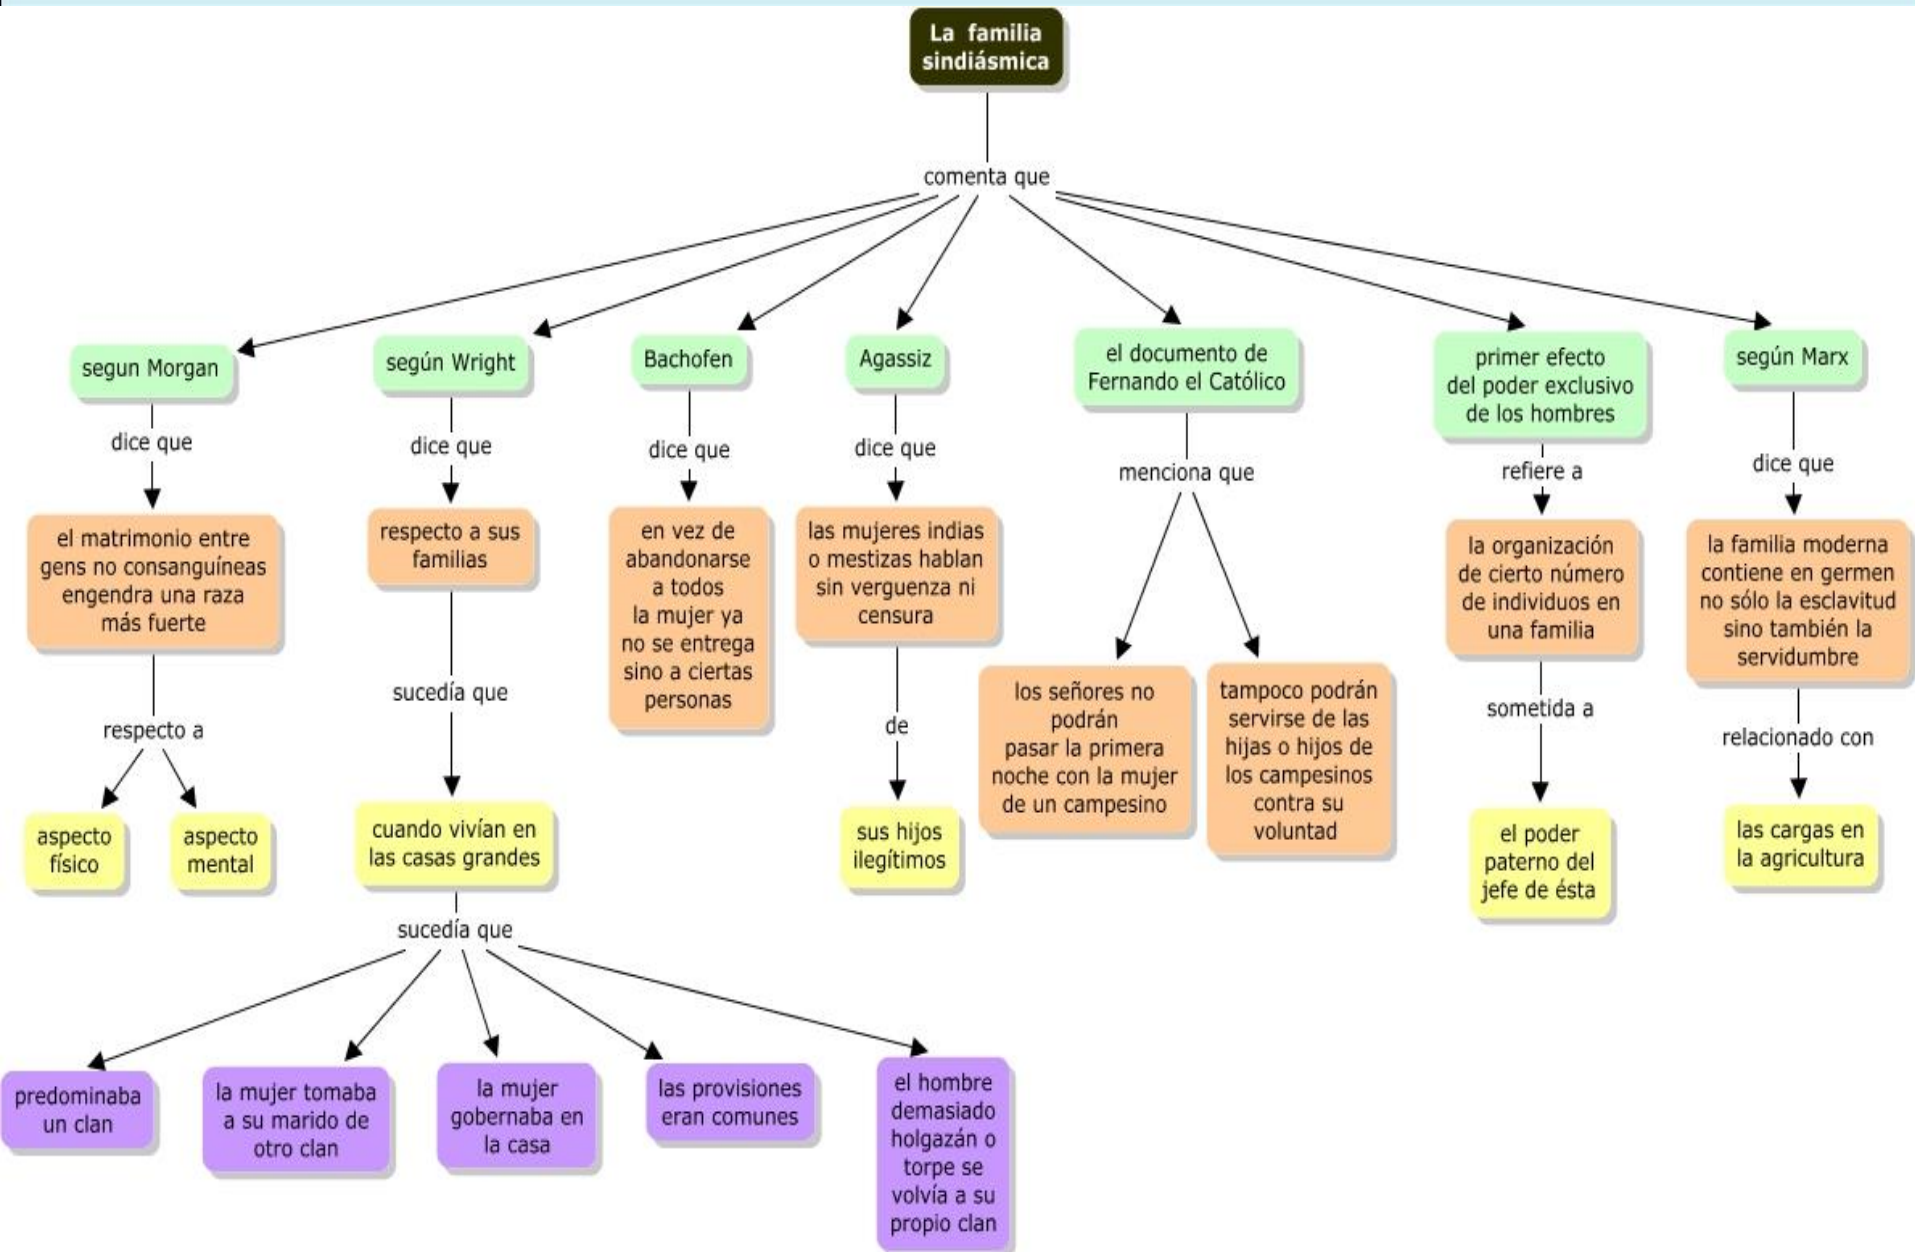 La familia
sindiásmica
comenta que
segun Morgan
dice que
el matrimonio entre
gens no consanguíneas
engendra una raza
más fuerte
respecto a
aspecto
físico
aspecto
mental
según Wright
dice que
respecto a sus
familias
sucedía que
cuando vivían en
las casas grandes
sucedía que
predominaba
un clan
la mujer tomaba
a su marido de
otro clan
la mujer
gobernaba en
la casa
las provisiones
eran comunes
el hombre
demasiado
holgazán o
torpe se
volvía a su
propio clan
Bachofen
dice que
en vez de
abandonarse
a todos
la mujer ya
no se entrega
sino a ciertas
personas
Agassiz
dice que
las mujeres indias
o mestizas hablan
sin verguenza ni
censura
de
sus hijos
ilegítimos
el documento de
Fernando el Católico
menciona que
los señores no
podrán
pasar la primera
noche con la mujer
de un campesino
tampoco podrán
servirse de las
hijas o hijos de
los campesinos
contra su
voluntad
primer efecto
del poder exclusivo
de los hombres
refiere a
la organización
de cierto número
de individuos en
una familia
sometida a
el poder
paterno del
jefe de ésta
según Marx
dice que
la familia moderna
contiene en germen
no sólo la esclavitud
sino también la
servidumbre
relacionado con
las cargas en
la agricultura